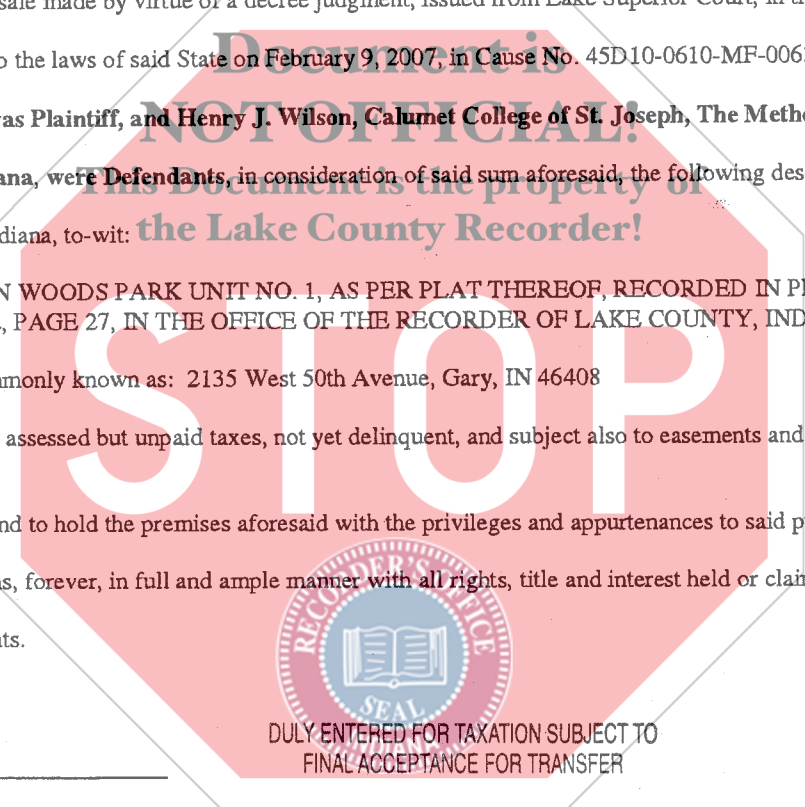 sale made by virtue of a decree judgment, issued from Lake Superior Court, in th
o the laws of said State on February 9, 2007, in Cause No. 45D10-0610-MF-006
Document is
as Plaintiff, and Henry J. Wilson, Calumet College of St. Joseph, The Meth
NOT OFFICIAL!
ana, were Defendants, in consideration of said sum aforesaid, the following des
This Document is the property of
diana, to-wit:
the Lake County Recorder!
N WOODS PARK UNIT NO. 1, AS PER PLAT THEREOF, RECORDED IN PL
, PAGE 27, IN THE OFFICE OF THE RECORDER OF LAKE COUNTY, IND
mmonly known as: 2135 West 50th Avenue, Gary, IN 46408
assessed but unpaid taxes, not yet delinquent, and subject also to easements and
STOP
nd to hold the premises aforesaid with the privileges and appurtenances to said p
s, forever, in full and ample manner with all rights, title and interest held or clai
ts.
RECORDER'S OFFICE
SEAL
INDIANA
DULY ENTERED FOR TAXATION SUBJECT TO
FINAL ACCEPTANCE FOR TRANSFER